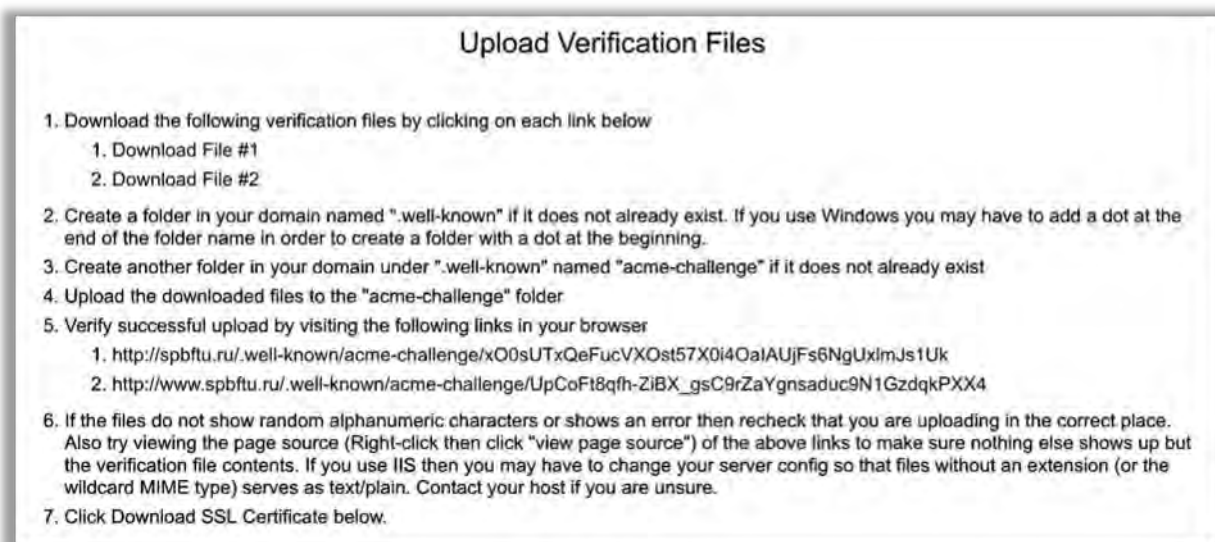 Upload Verification Files
1. Download the following verification files by clicking on each link below
1. Download File #1
2. Download File #2
2. Create a folder in your domain named ".well-known" if it does not already exist. If you use Windows you may have to add a dot at the
end of the folder name in order to create a folder with a dot at the beginning.
3. Create another folder in your domain under ".well-known" named "acme-challenge" if it does not already exist
4. Upload the downloaded files to the "acme-challenge" folder
5. Verify successful upload by visiting the following links in your browser
1. http://spbftu.ru/.well-known/acme-challenge/xO0sUTxQeFucVXOst57X0i4OaIAUjFs6NgUxImJs1Uk
2. http://www.spbftu.ru/.well-known/acme-challenge/UpCoFt8qfh-ZiBX_gsC9rZaYgnsaduc9N1GzdqkPXX4
6. If the files do not show random alphanumeric characters or shows an error then recheck that you are uploading in the correct place.
Also try viewing the page source (Right-click then click "view page source") of the above links to make sure nothing else shows up but
the verification file contents. If you use IIS then you may have to change your server config so that files without an extension (or the
wildcard MIME type) serves as text/plain. Contact your host if you are unsure.
7. Click Download SSL Certificate below.